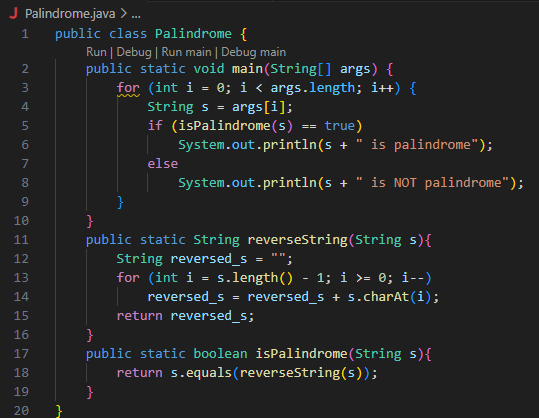 J Palindrome.java > ...
1 public class Palindrome {
Run | Debug | Run main | Debug main
2     public static void main(String[] args) {
3         for (int i = 0; i < args.length; i++) {
4             String s = args[i];
5             if (isPalindrome(s) == true)
6                 System.out.println(s + " is palindrome");
7             else
8                 System.out.println(s + " is NOT palindrome");
9         }
10     }
11     public static String reverseString(String s){
12         String reversed_s = "";
13         for (int i = s.length() - 1; i >= 0; i--)
14             reversed_s = reversed_s + s.charAt(i);
15         return reversed_s;
16     }
17     public static boolean isPalindrome(String s){
18         return s.equals(reverseString(s));
19     }
20 }